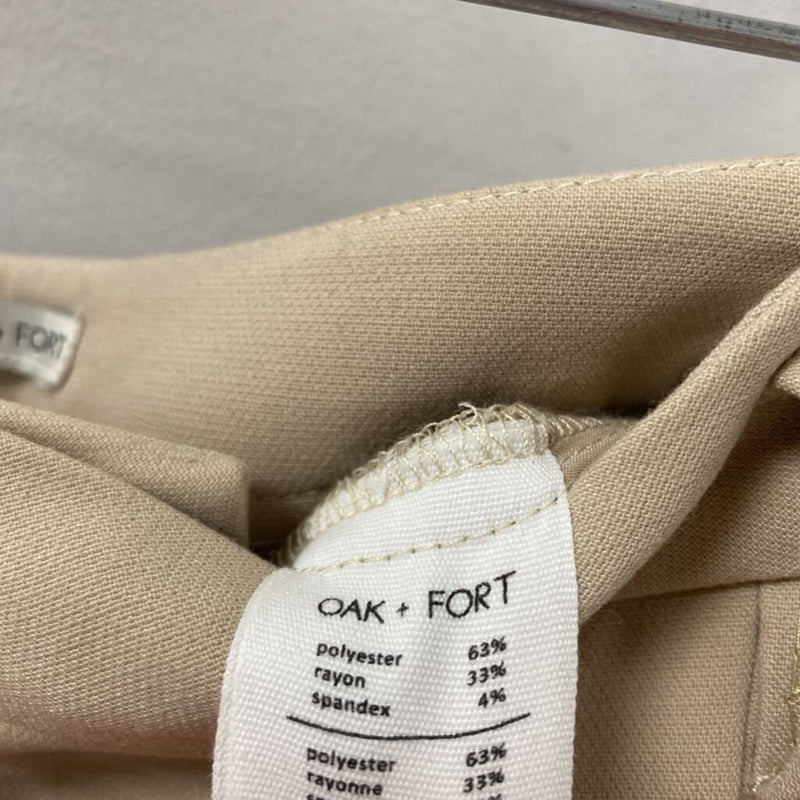 FORT
OAK + FORT
polyester 63%
rayon 33%
spandex 4%
polyester 63%
rayonne 33%